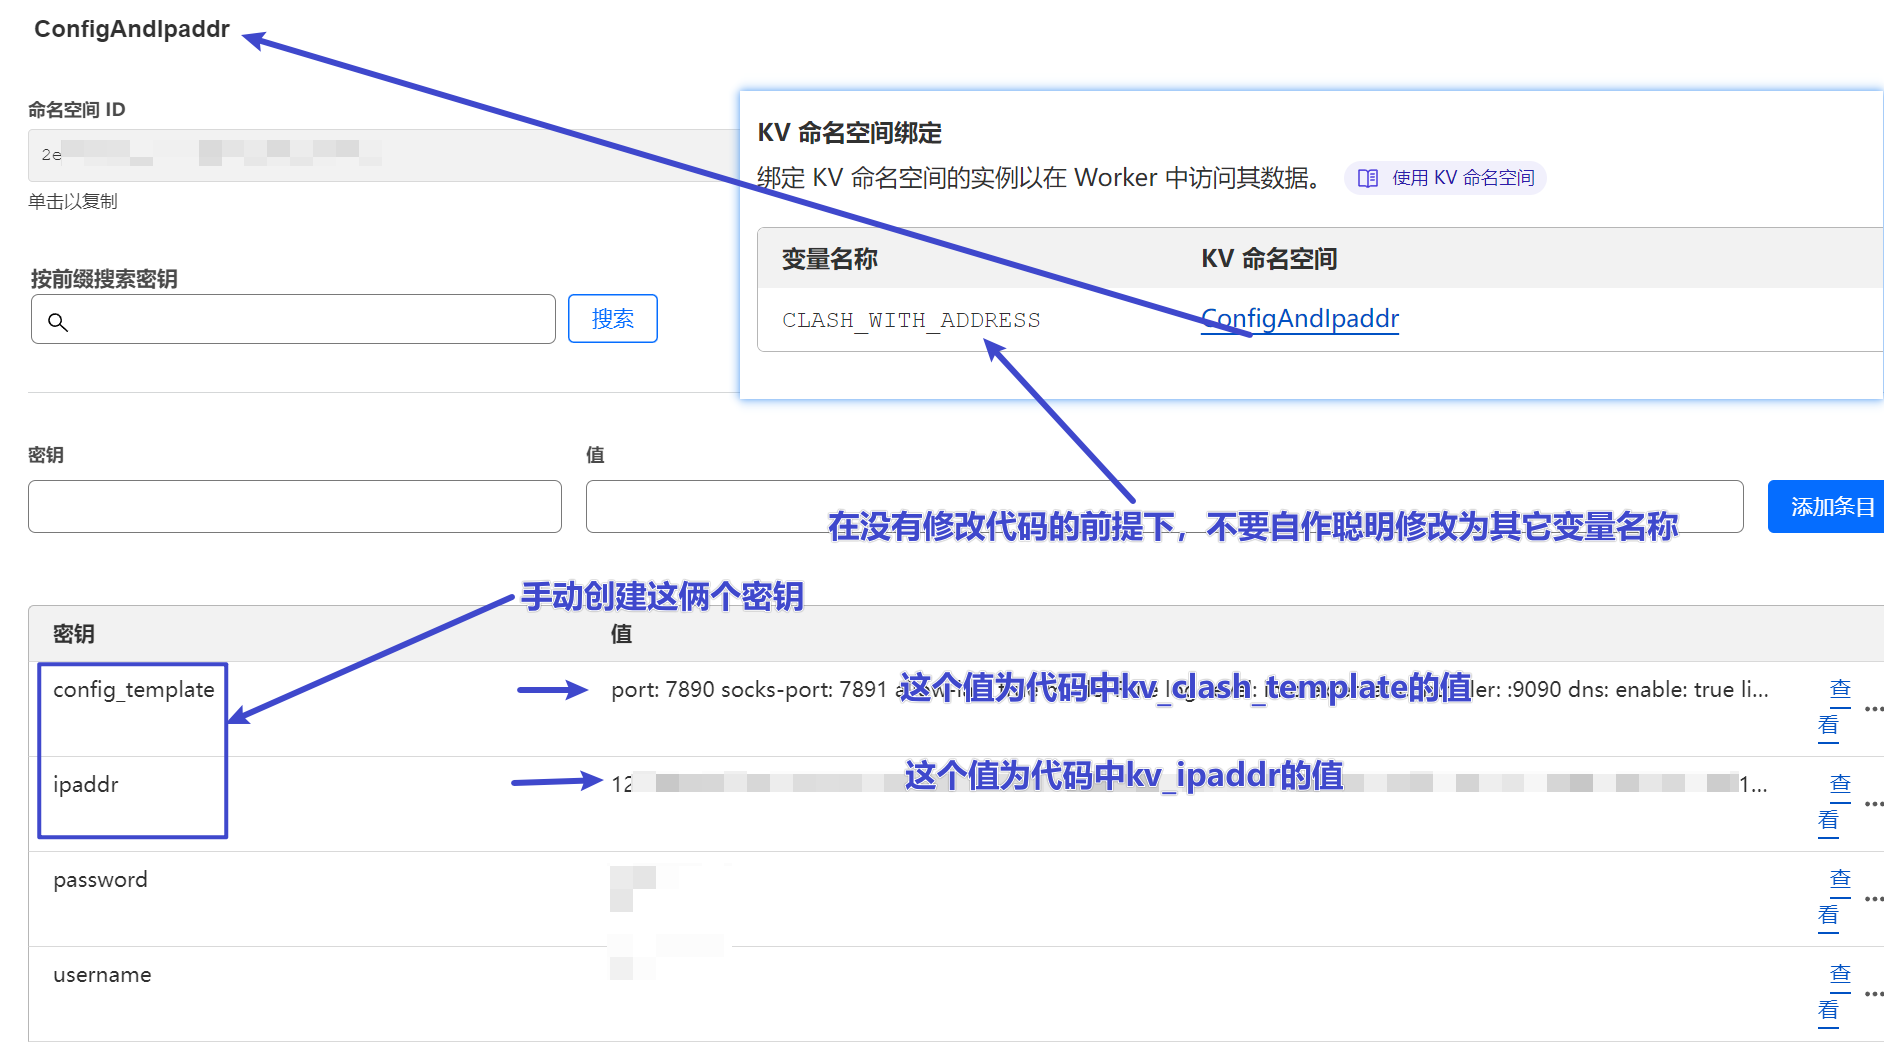 ConfigAndIpaddr
命名空间 ID
2e
单击以复制
按前缀搜索密钥
搜索
KV 命名空间绑定
绑定 KV 命名空间的实例以在 Worker 中访问其数据。
使用 KV 命名空间
变量名称 KV 命名空间
CLASH_WITH_ADDRESS ConfigAndIpaddr
密钥 值
添加条目
在没有修改代码的前提下，不要自作聪明修改为其它变量名称
手动创建这俩个密钥
密钥 值
config_template port: 7890 socks-port: 7891 :9090 dns: enable: true li... 查看 ...
这个值为代码中kv_clash_template的值
ipaddr 12 1... 查看 ...
这个值为代码中kv_ipaddr的值
password 查看 ...
username 查看 ...